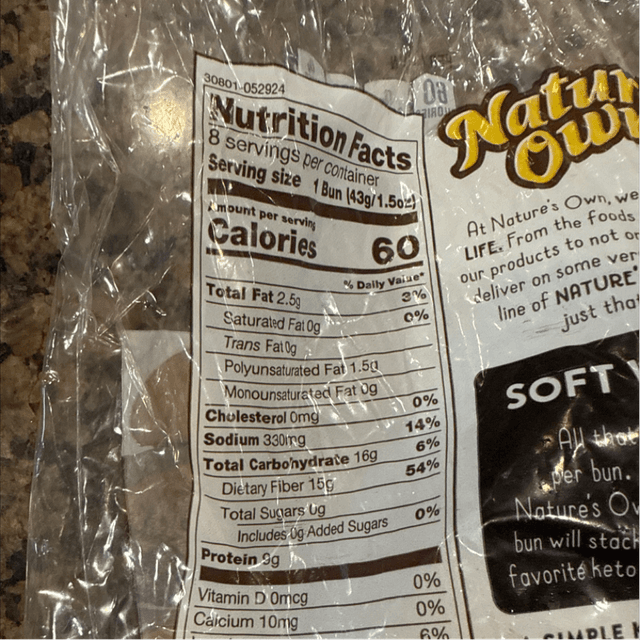 30801-052924
Nutrition Facts
8 servings per container
Serving size 1 Bun (43g/1.5oz)
Amount per serving
Calories 60
% Daily Value*
Total Fat 2.5g 3%
Saturated Fat 0g 0%
Trans Fat 0g
Polyunsaturated Fat 1.5g
Monounsaturated Fat 0g
Cholesterol 0mg 0%
Sodium 330mg 14%
Total Carbohydrate 16g 6%
Dietary Fiber 15g 54%
Total Sugars 0g
Includes 0g Added Sugars 0%
Protein 9g
Vitamin D 0mcg 0%
Calcium 10mg 0%
6%
Natur
Own
At Nature's Own, we
LIFE. From the foods
our products to not
deliver on some ver
line of NATURE
just tha
SOFT
All that
per bun.
Nature's Ow
bun will stack
favorite keto
SIMPLE